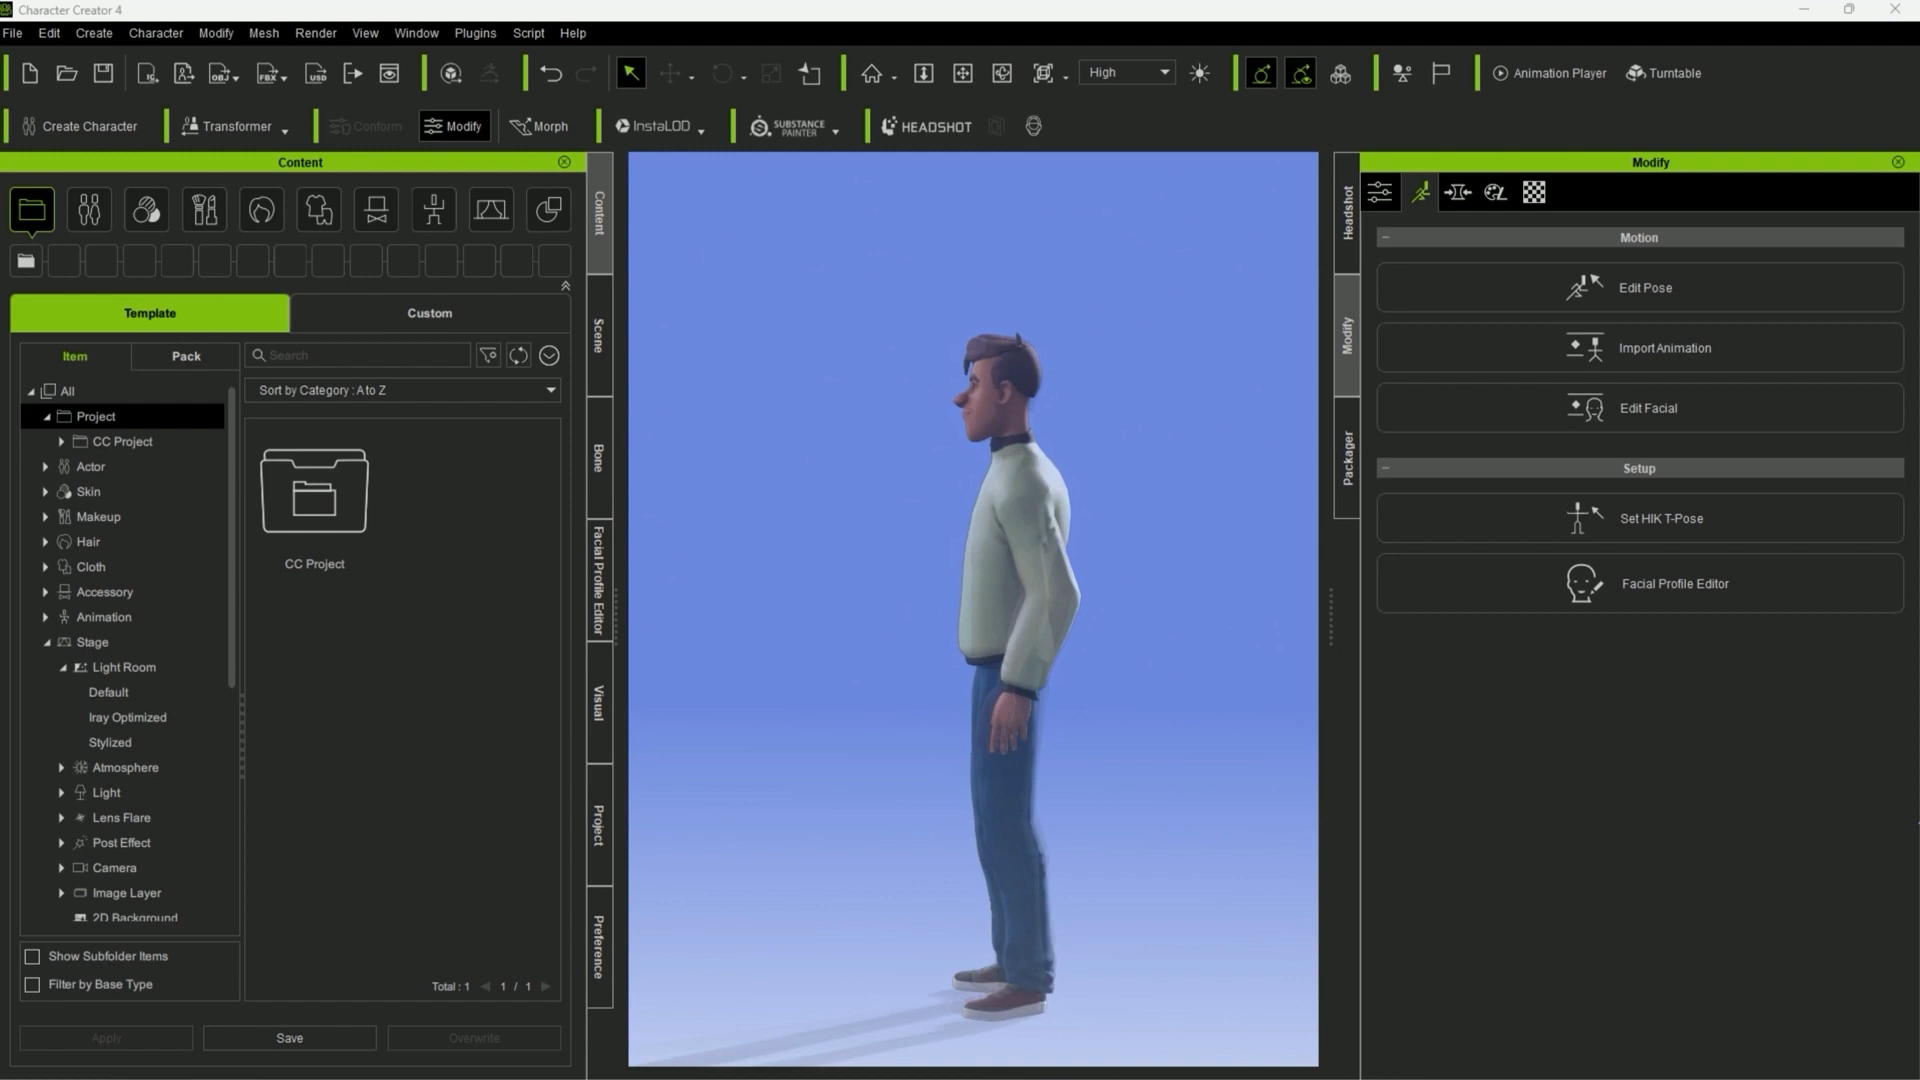 Character Creator 4
File Edit Create Character Modify Mesh Render View Window Plugins Script Help
High Animation Player Turntable
Create Character Transformer Conform Modify Morph InstaLOD SUBSTANCE PAINTER HEADSHOT
Content
Template Custom
Item Pack Search
Sort by Category : A to Z
All
Project
CC Project
Actor
Skin
Makeup
Hair
Cloth
Accessory
Animation
Stage
Light Room
Default
Iray Optimized
Stylized
Atmosphere
Light
Lens Flare
Post Effect
Camera
Image Layer
2D Background
CC Project
Show Subfolder Items
Filter by Base Type
Total : 1 1 / 1
Apply Save Overwrite
Content
Scene
Bone
Facial Profile Editor
Visual
Project
Preference
Headshot
Modify
Packager
Modify
Motion
Edit Pose
Import Animation
Edit Facial
Setup
Set HIK T-Pose
Facial Profile Editor